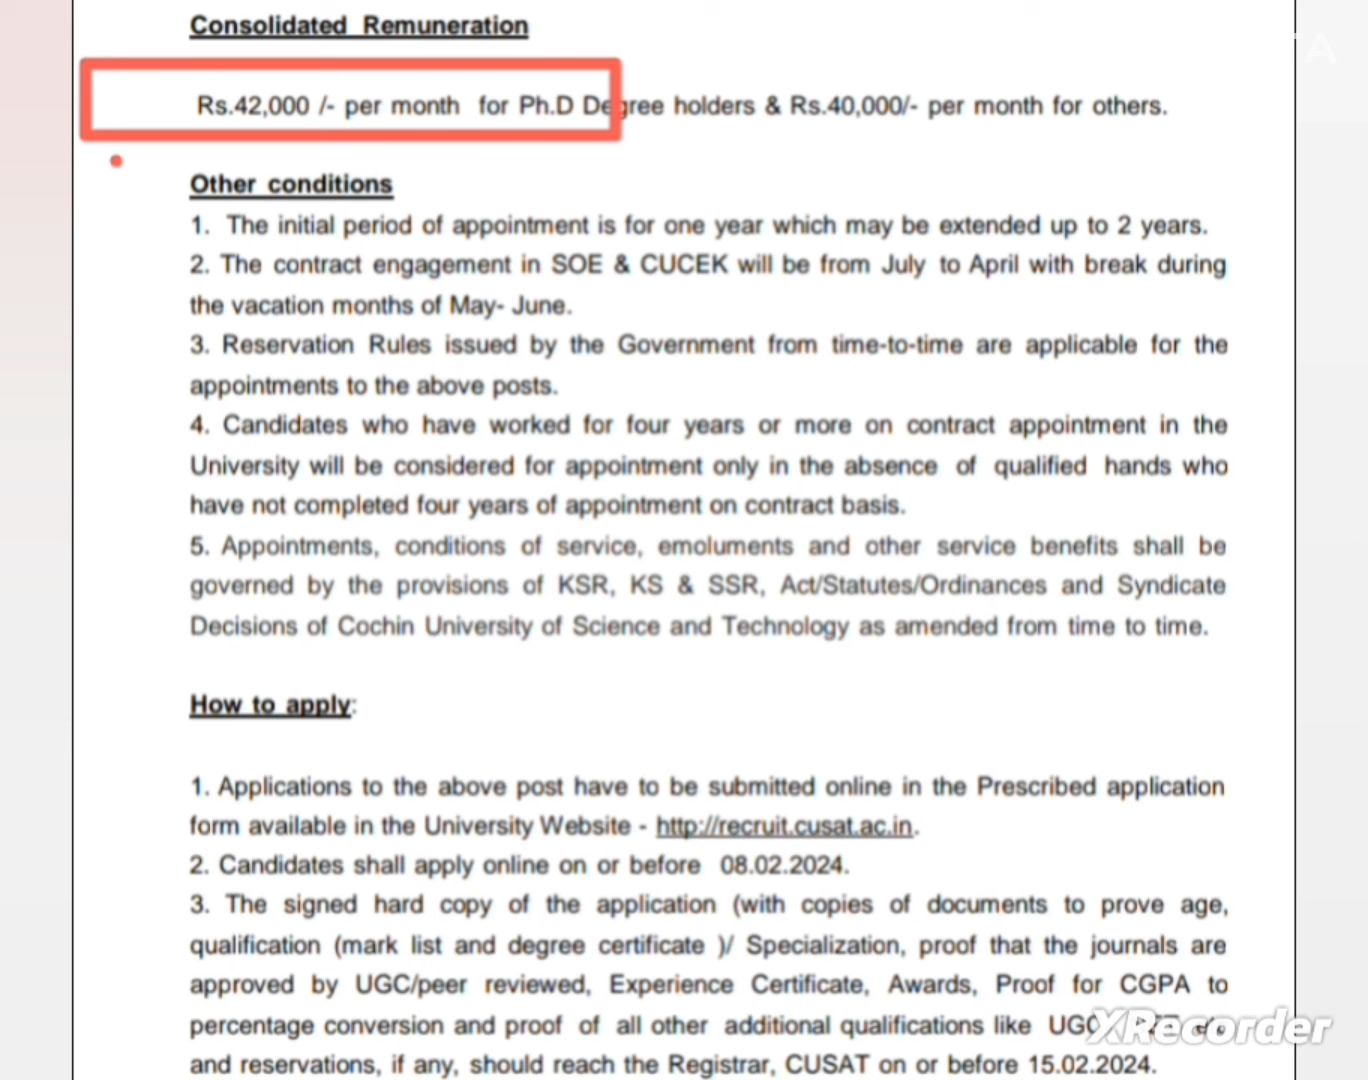 Consolidated Remuneration
Rs.42,000 /- per month for Ph.D Degree holders & Rs.40,000/- per month for others.
Other conditions
1. The initial period of appointment is for one year which may be extended up to 2 years.
2. The contract engagement in SOE & CUCEK will be from July to April with break during
the vacation months of May- June.
3. Reservation Rules issued by the Government from time-to-time are applicable for the
appointments to the above posts.
4. Candidates who have worked for four years or more on contract appointment in the
University will be considered for appointment only in the absence of qualified hands who
have not completed four years of appointment on contract basis.
5. Appointments, conditions of service, emoluments and other service benefits shall be
governed by the provisions of KSR, KS & SSR, Act/Statutes/Ordinances and Syndicate
Decisions of Cochin University of Science and Technology as amended from time to time.
How to apply:
1. Applications to the above post have to be submitted online in the Prescribed application
form available in the University Website - http://recruit.cusat.ac.in.
2. Candidates shall apply online on or before 08.02.2024.
3. The signed hard copy of the application (with copies of documents to prove age,
qualification (mark list and degree certificate )/ Specialization, proof that the journals are
approved by UGC/peer reviewed, Experience Certificate, Awards, Proof for CGPA to
percentage conversion and proof of all other additional qualifications like
XRecorder
and reservations, if any, should reach the Registrar, CUSAT on or before 15.02.2024.